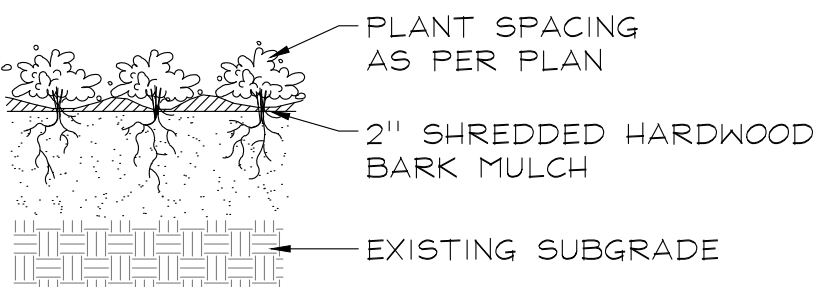 PLANT SPACING
AS PER PLAN
2" SHREDDED HARDWOOD
BARK MULCH
EXISTING SUBGRADE